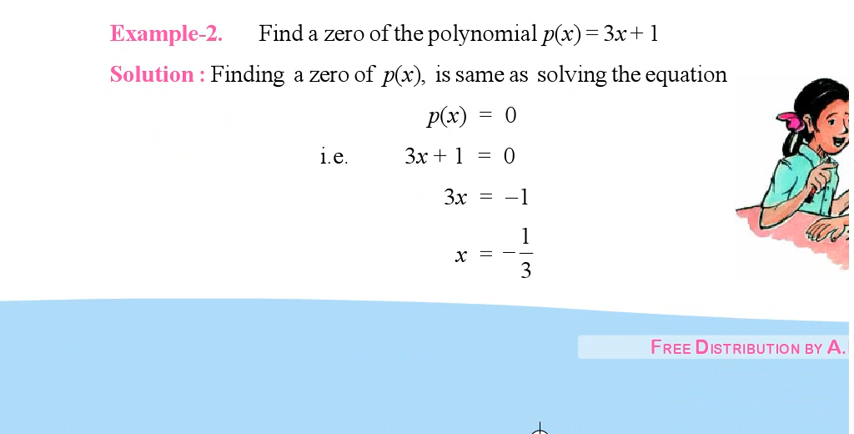 Example-2. Find a zero of the polynomial p(x) = 3x + 1
Solution : Finding a zero of p(x), is same as solving the equation
p(x) = 0
i.e. 3x + 1 = 0
3x = –1
x = –1/3
FREE DISTRIBUTION BY A.